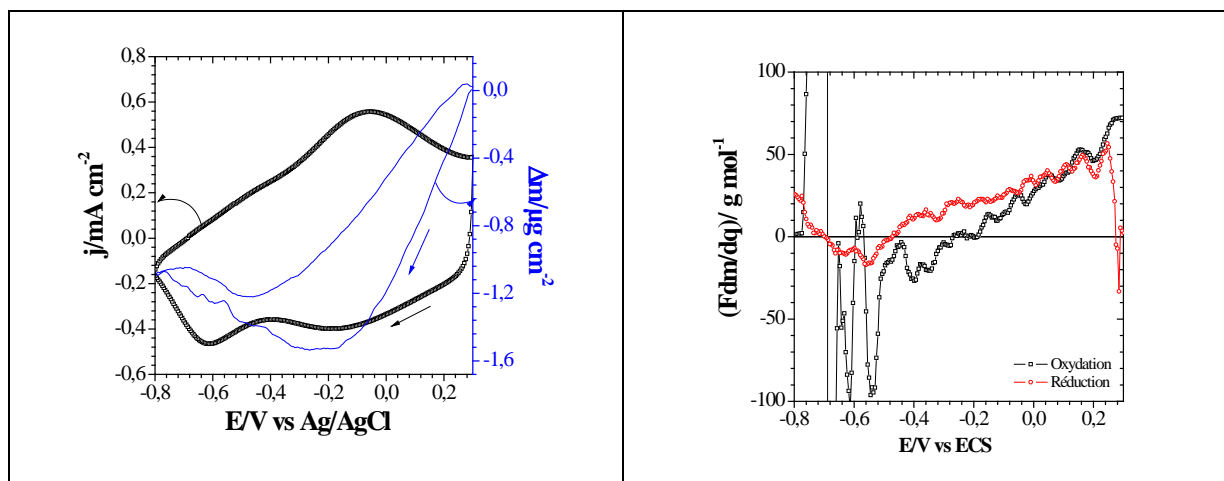 0,8
0,6
0,4
0,2
0,0
-0,2
-0,4
-0,6
j/mA cm-2
-0,8 -0,6 -0,4 -0,2 0,0 0,2
E/V vs Ag/AgCl
0,0
-0,4
-0,8
-1,2
-1,6
Δm/μg cm-2
100
50
0
-50
-100
(Fdm/dq)/ g mol-1
Oxydation
Réduction
-0,8 -0,6 -0,4 -0,2 0,0 0,2
E/V vs ECS